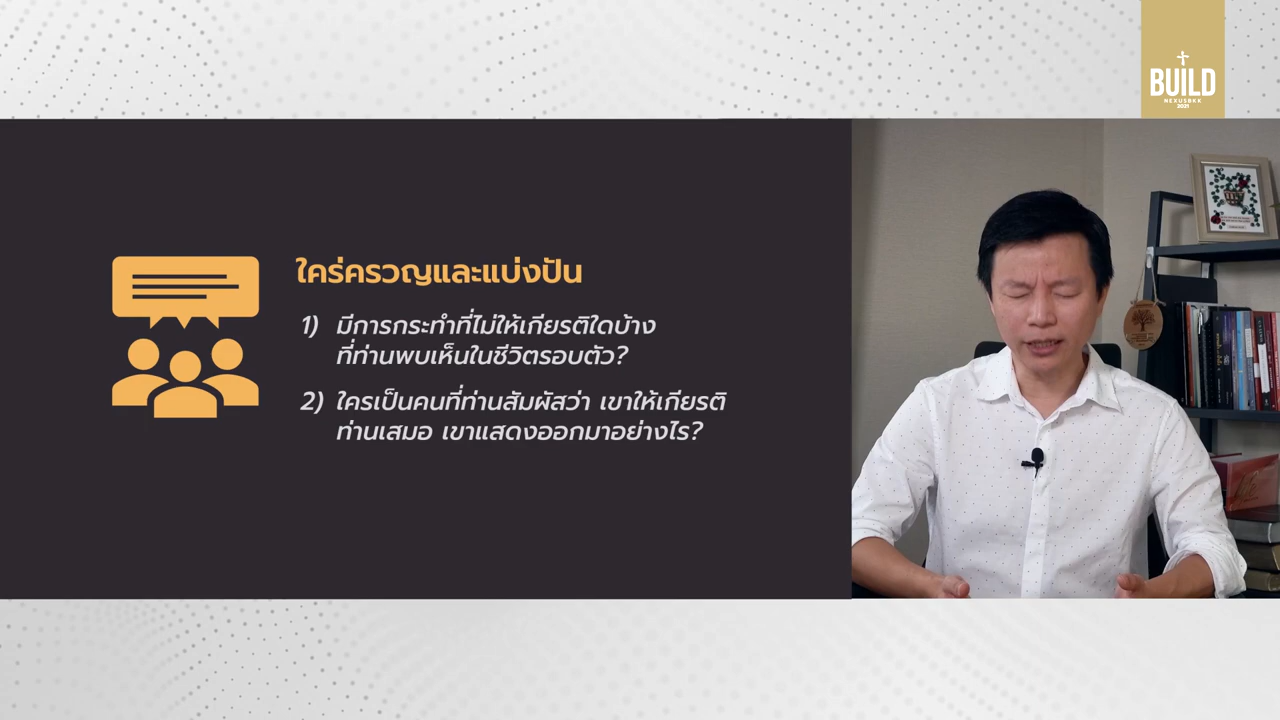 BUILD
NEXUSBKK
2021
ใคร่ครวญและแบ่งปัน
1) มีการกระทำที่ไม่ให้เกียรติใดบ้าง
ที่ท่านพบเห็นในชีวิตรอบตัว?
2) ใครเป็นคนที่ท่านสัมผัสว่า เขาให้เกียรติ
ท่านเสมอ เขาแสดงออกมาอย่างไร?